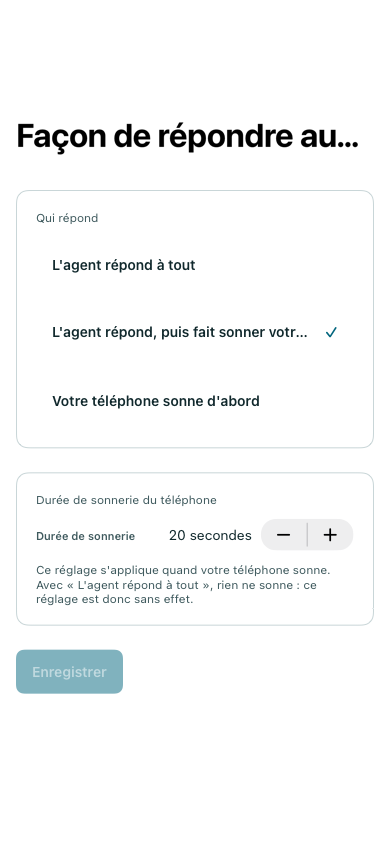 Façon de répondre au...
Qui répond
L'agent répond à tout
L'agent répond, puis fait sonner votr...
Votre téléphone sonne d'abord
Durée de sonnerie du téléphone
Durée de sonnerie 20 secondes
Ce réglage s'applique quand votre téléphone sonne.
Avec « L'agent répond à tout », rien ne sonne : ce
réglage est donc sans effet.
Enregistrer